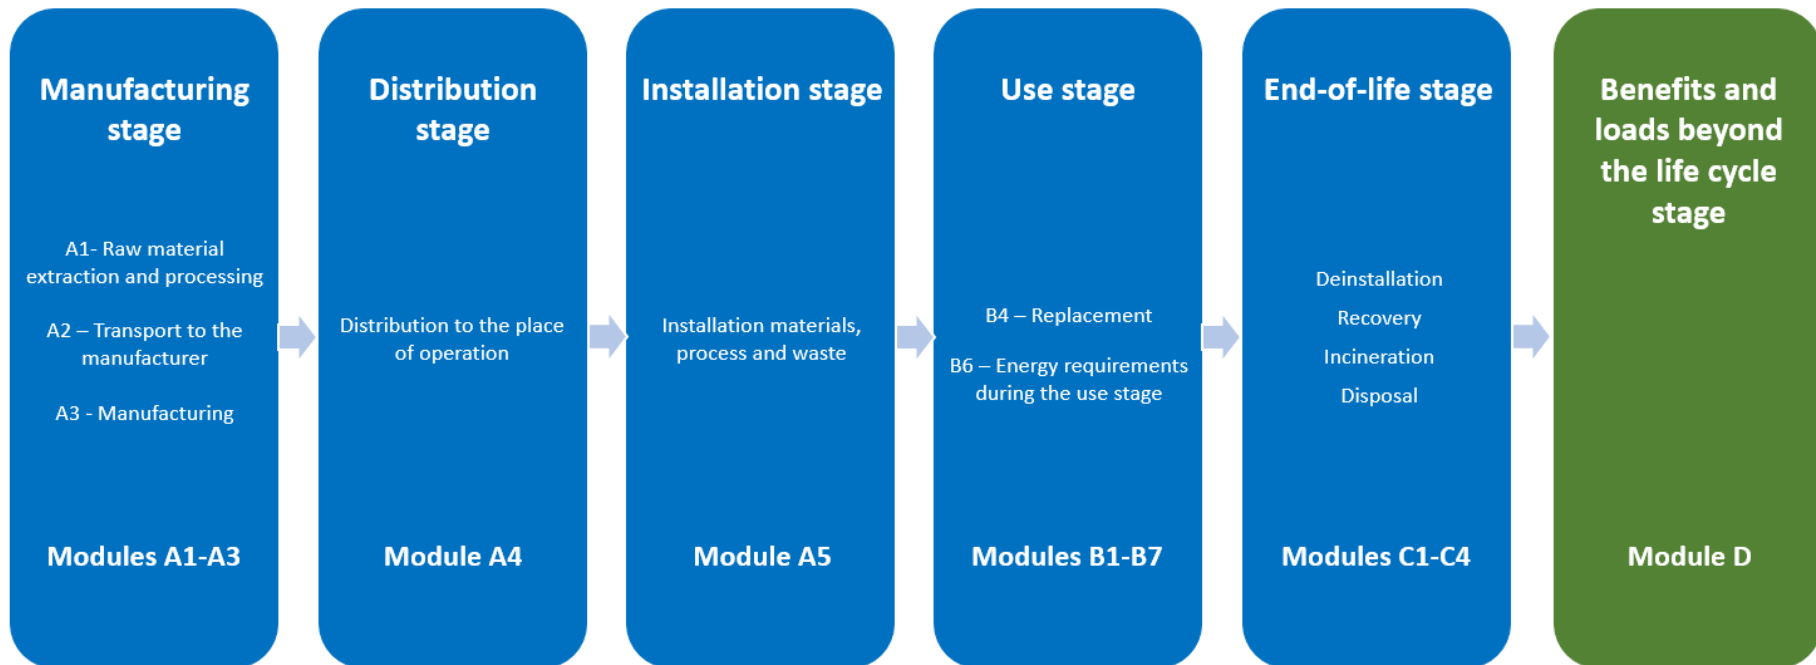 Manufacturing
stage
A1- Raw material
extraction and processing
A2 – Transport to the
manufacturer
A3 - Manufacturing
Modules A1-A3
Distribution
stage
Distribution to the place
of operation
Module A4
Installation stage
Installation materials,
process and waste
Module A5
Use stage
B4 – Replacement
B6 – Energy requirements
during the use stage
Modules B1-B7
End-of-life stage
Deinstallation
Recovery
Incineration
Disposal
Modules C1-C4
Benefits and
loads beyond
the life cycle
stage
Module D